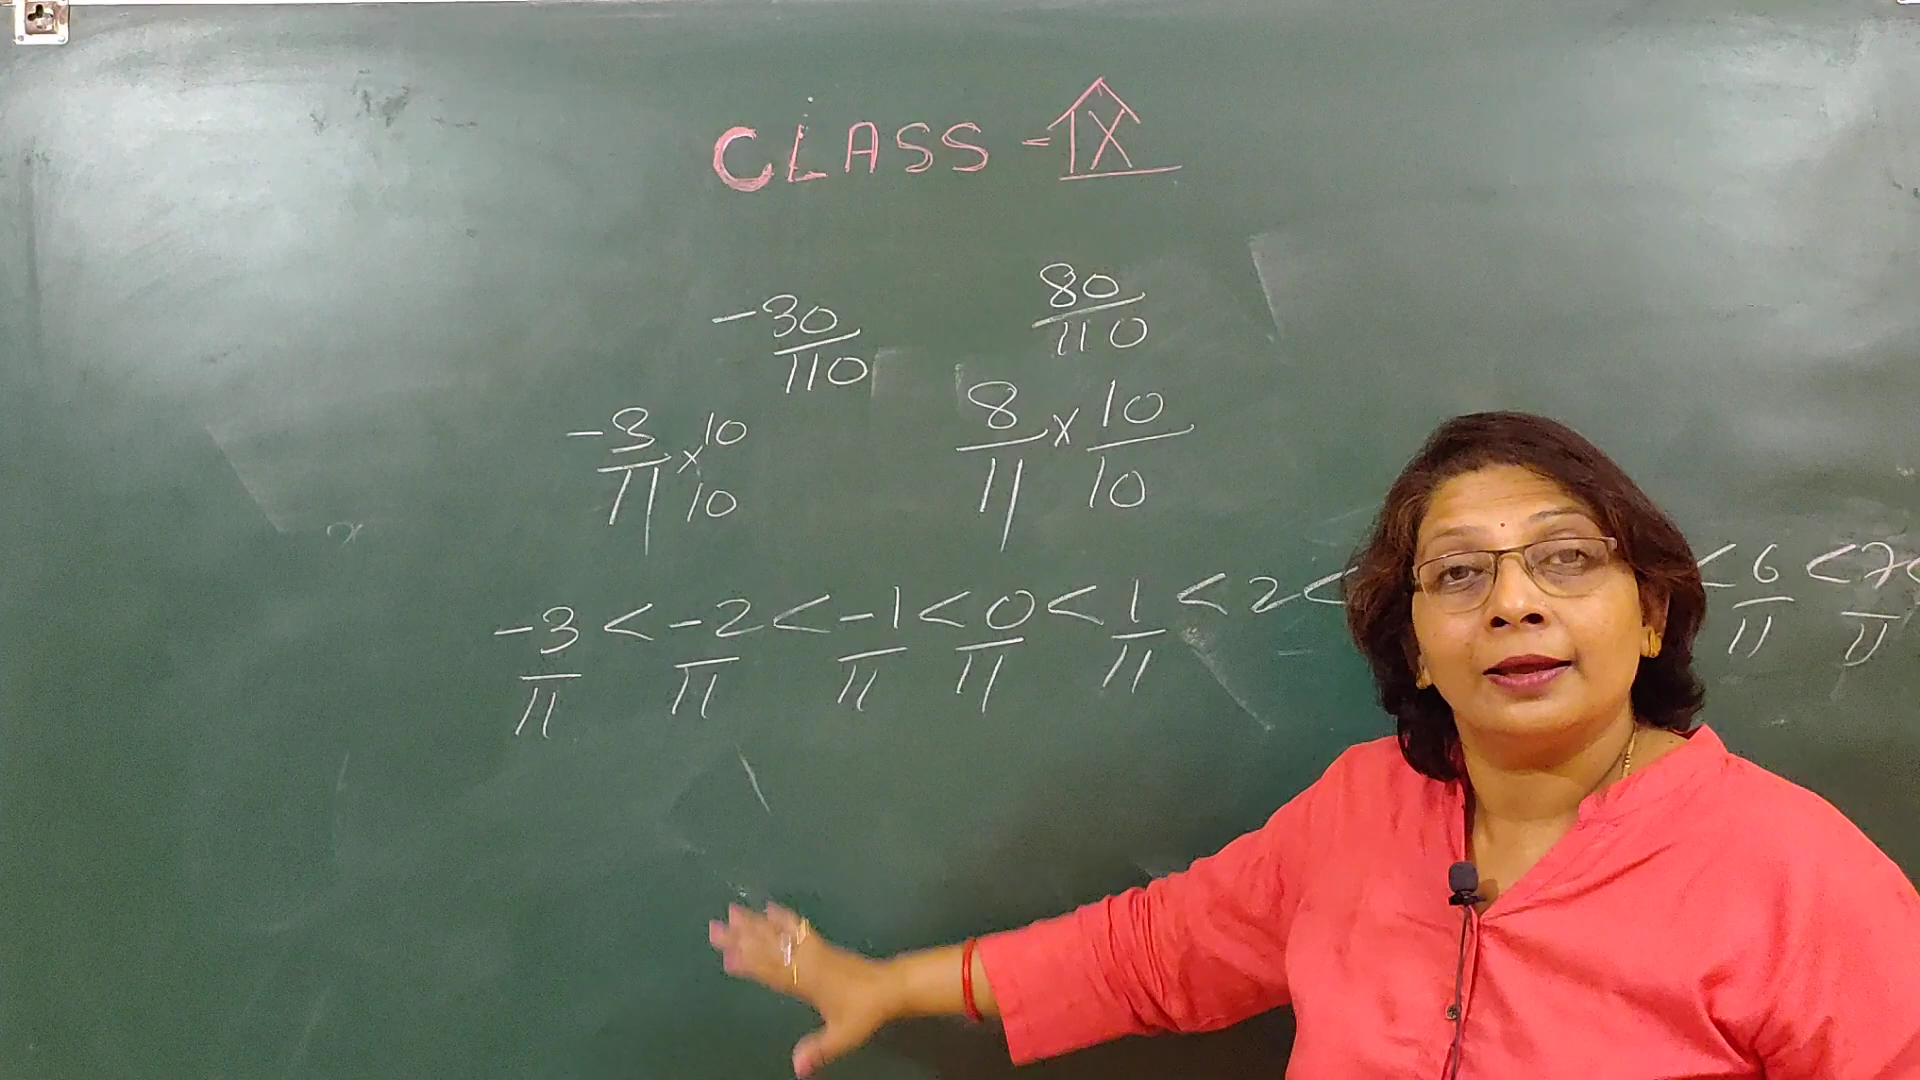 CLASS - IX
-30/110 80/110
-3/11 x 10/10 8/11 x 10/10
-3/11 < -2/11 < -1/11 < 0/11 < 1/11 < 2 < < 6/11 < 7/11 <